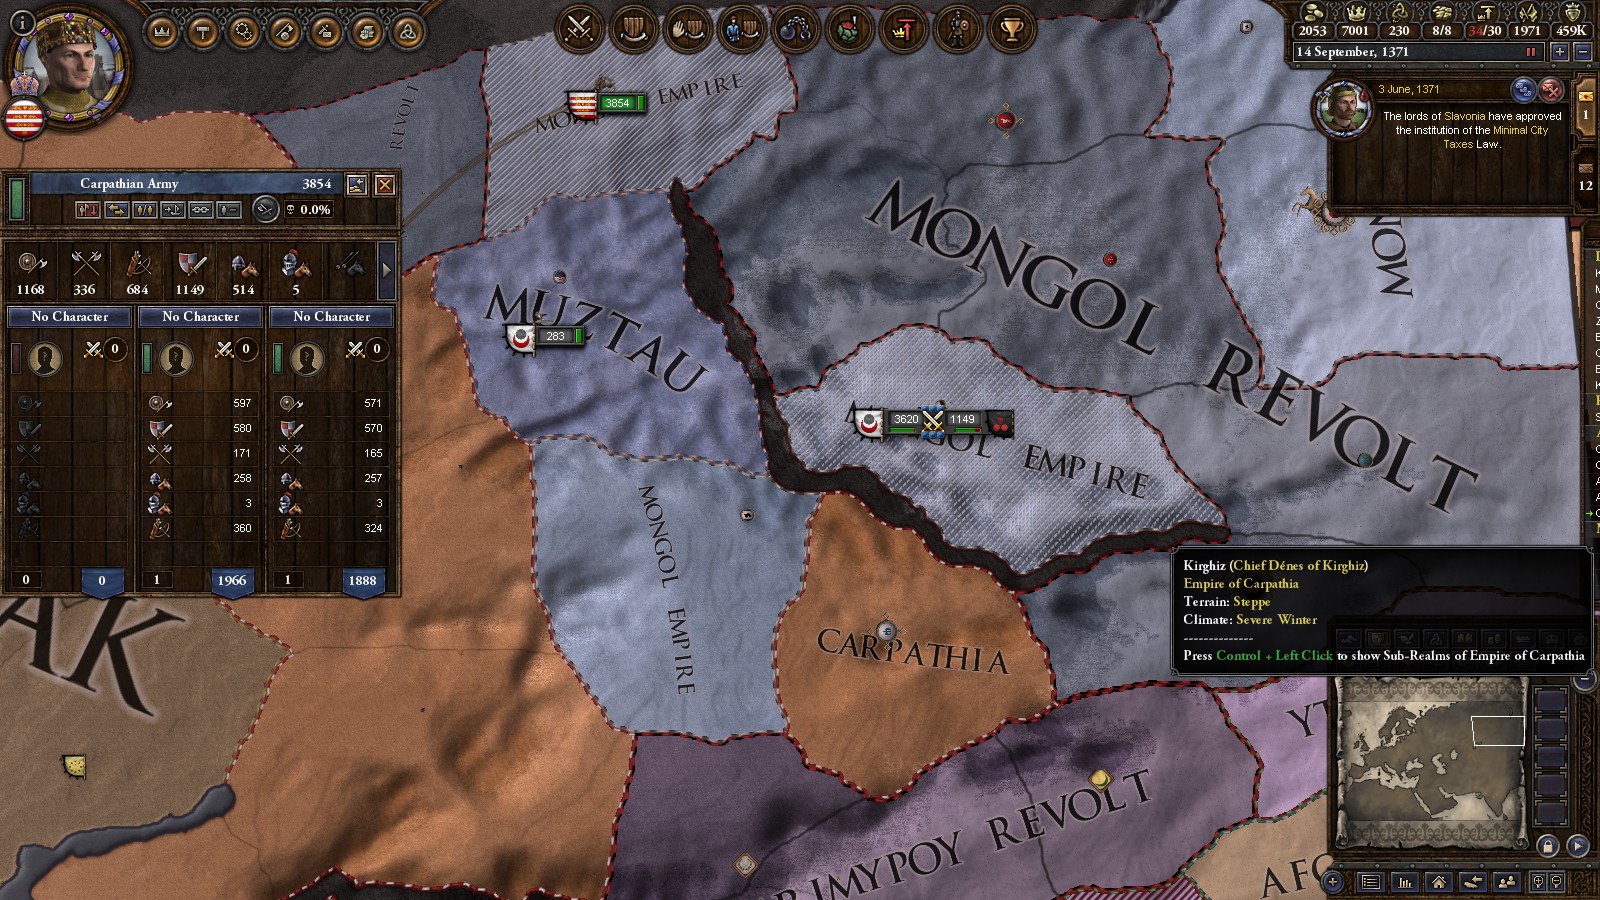 2053 7001 230 8/8 34/30 1971 459K
14 September, 1371
3 June, 1371
The lords of Slavonia have approved
the institution of the Minimal City
Taxes Law.
1
12
Carpathian Army 3854
0.0%
1168 336 684 1149 514 5
No Character No Character No Character
0 0 0
597 571
580 570
171 165
258 257
3 3
360 324
0 0 1 1966 1 1888
REVOLT
EMPIRE
3854
MUZTAU
283
MONGOL REVOLT
3620 1149
EMPIRE
MONGOL EMPIRE
CARPATHIA
AK
REVOLT
AFG
Kirghiz (Chief Dénes of Kirghiz)
Empire of Carpathia
Terrain: Steppe
Climate: Severe Winter
--------------
Press Control + Left Click to show Sub-Realms of Empire of Carpathia